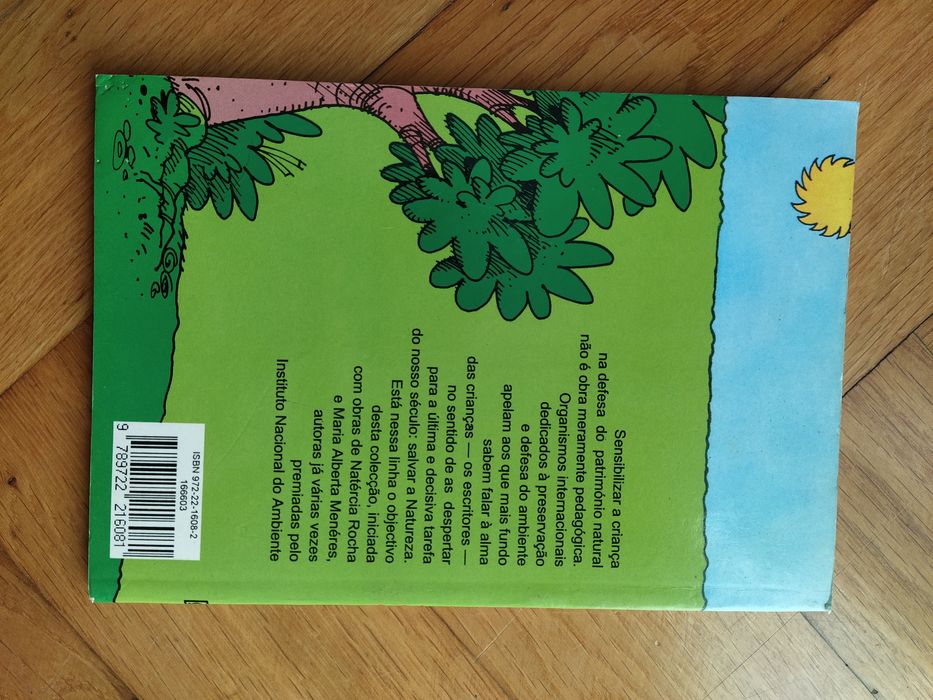 Sensibilizar a criança
na defesa do património natural
não é obra meramente pedagógica.
Organismos internacionais
dedicados à preservação
e defesa do ambiente
apelam aos que mais fundo
sabem falar à alma
das crianças — os escritores —
no sentido de as despertar
para a última e decisiva tarefa
do nosso século: salvar a Natureza.
Está nessa linha o objectivo
desta colecção, iniciada
com obras de Natércia Rocha
e Maria Alberta Menéres,
autoras já várias vezes
premiadas pelo
Instituto Nacional do Ambiente
ISBN 972-22-1608-2
166603
9 789722 216081